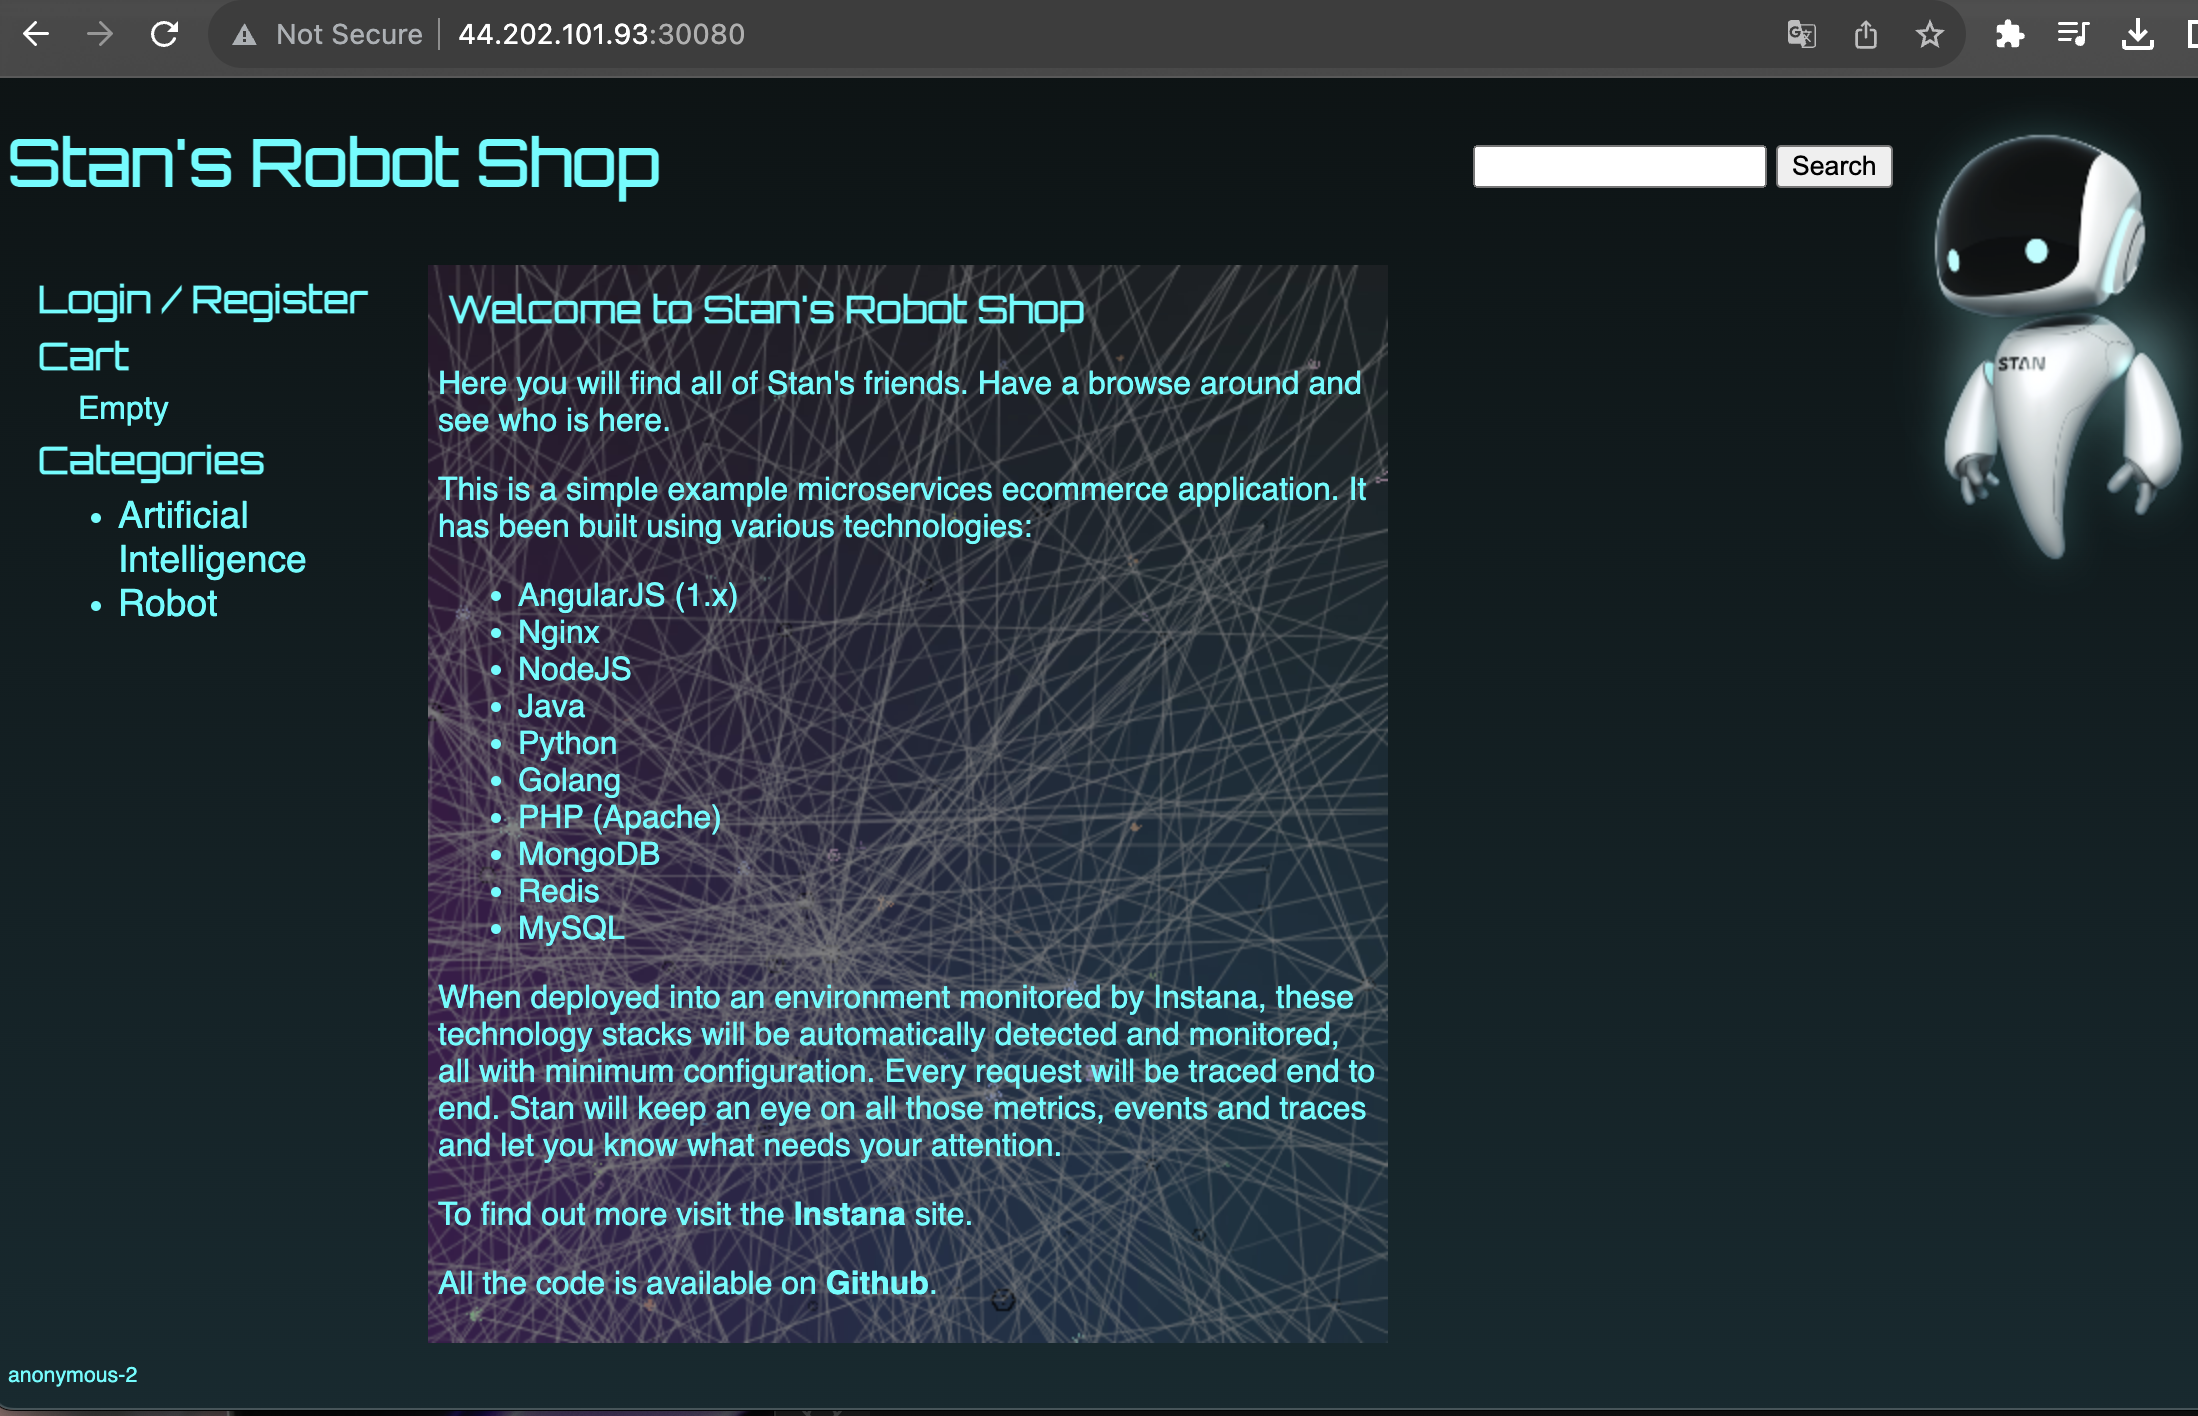 Not Secure 44.202.101.93:30080
Stan's Robot Shop
Search
STAN
Login / Register
Cart
Empty
Categories
• Artificial
Intelligence
• Robot
Welcome to Stan's Robot Shop
Here you will find all of Stan's friends. Have a browse around and
see who is here.
This is a simple example microservices ecommerce application. It
has been built using various technologies:
• AngularJS (1.x)
• Nginx
• NodeJS
• Java
• Python
• Golang
• PHP (Apache)
• MongoDB
• Redis
• MySQL
When deployed into an environment monitored by Instana, these
technology stacks will be automatically detected and monitored,
all with minimum configuration. Every request will be traced end to
end. Stan will keep an eye on all those metrics, events and traces
and let you know what needs your attention.
To find out more visit the Instana site.
All the code is available on Github.
anonymous-2